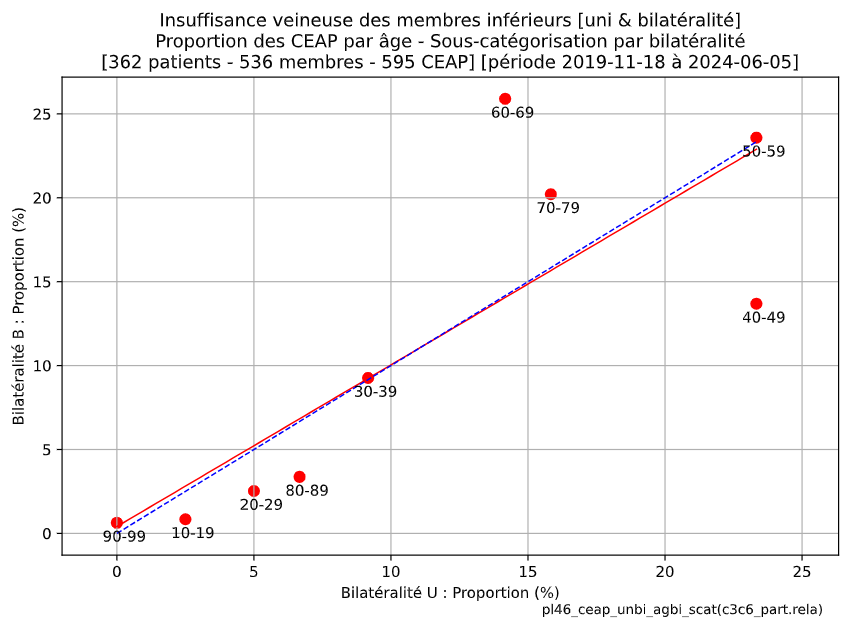 Insuffisance veineuse des membres inférieurs [uni & bilatéralité]
Proportion des CEAP par âge - Sous-catégorisation par bilatéralité
[362 patients - 536 membres - 595 CEAP] [période 2019-11-18 à 2024-06-05]
Bilatéralité B : Proportion (%)
25
20
15
10
5
0
60-69
50-59
70-79
40-49
30-39
80-89
20-29
10-19
90-99
0 5 10 15 20 25
Bilatéralité U : Proportion (%)
pl46_ceap_unbi_agbi_scat(c3c6_part.rela)